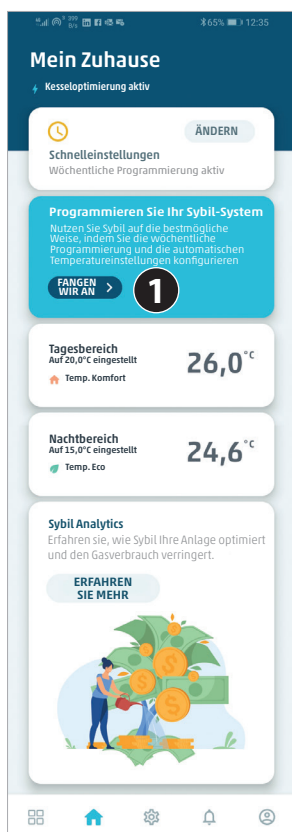 65% 12:35
Mein Zuhause
Kesseloptimierung aktiv
ÄNDERN
Schnelleinstellungen
Wöchentliche Programmierung aktiv
Programmieren Sie Ihr Sybil-System
Nutzen Sie Sybil auf die bestmögliche
Weise, indem Sie die wöchentliche
Programmierung und die automatischen
Temperatureinstellungen konfigurieren
FANGEN
WIR AN >
1
Tagesbereich
Auf 20,0°C eingestellt
26,0°C
Temp. Komfort
Nachtbereich
Auf 15,0°C eingestellt
24,6°C
Temp. Eco
Sybil Analytics
Erfahren sie, wie Sybil Ihre Anlage optimiert
und den Gasverbrauch verringert.
ERFAHREN
SIE MEHR